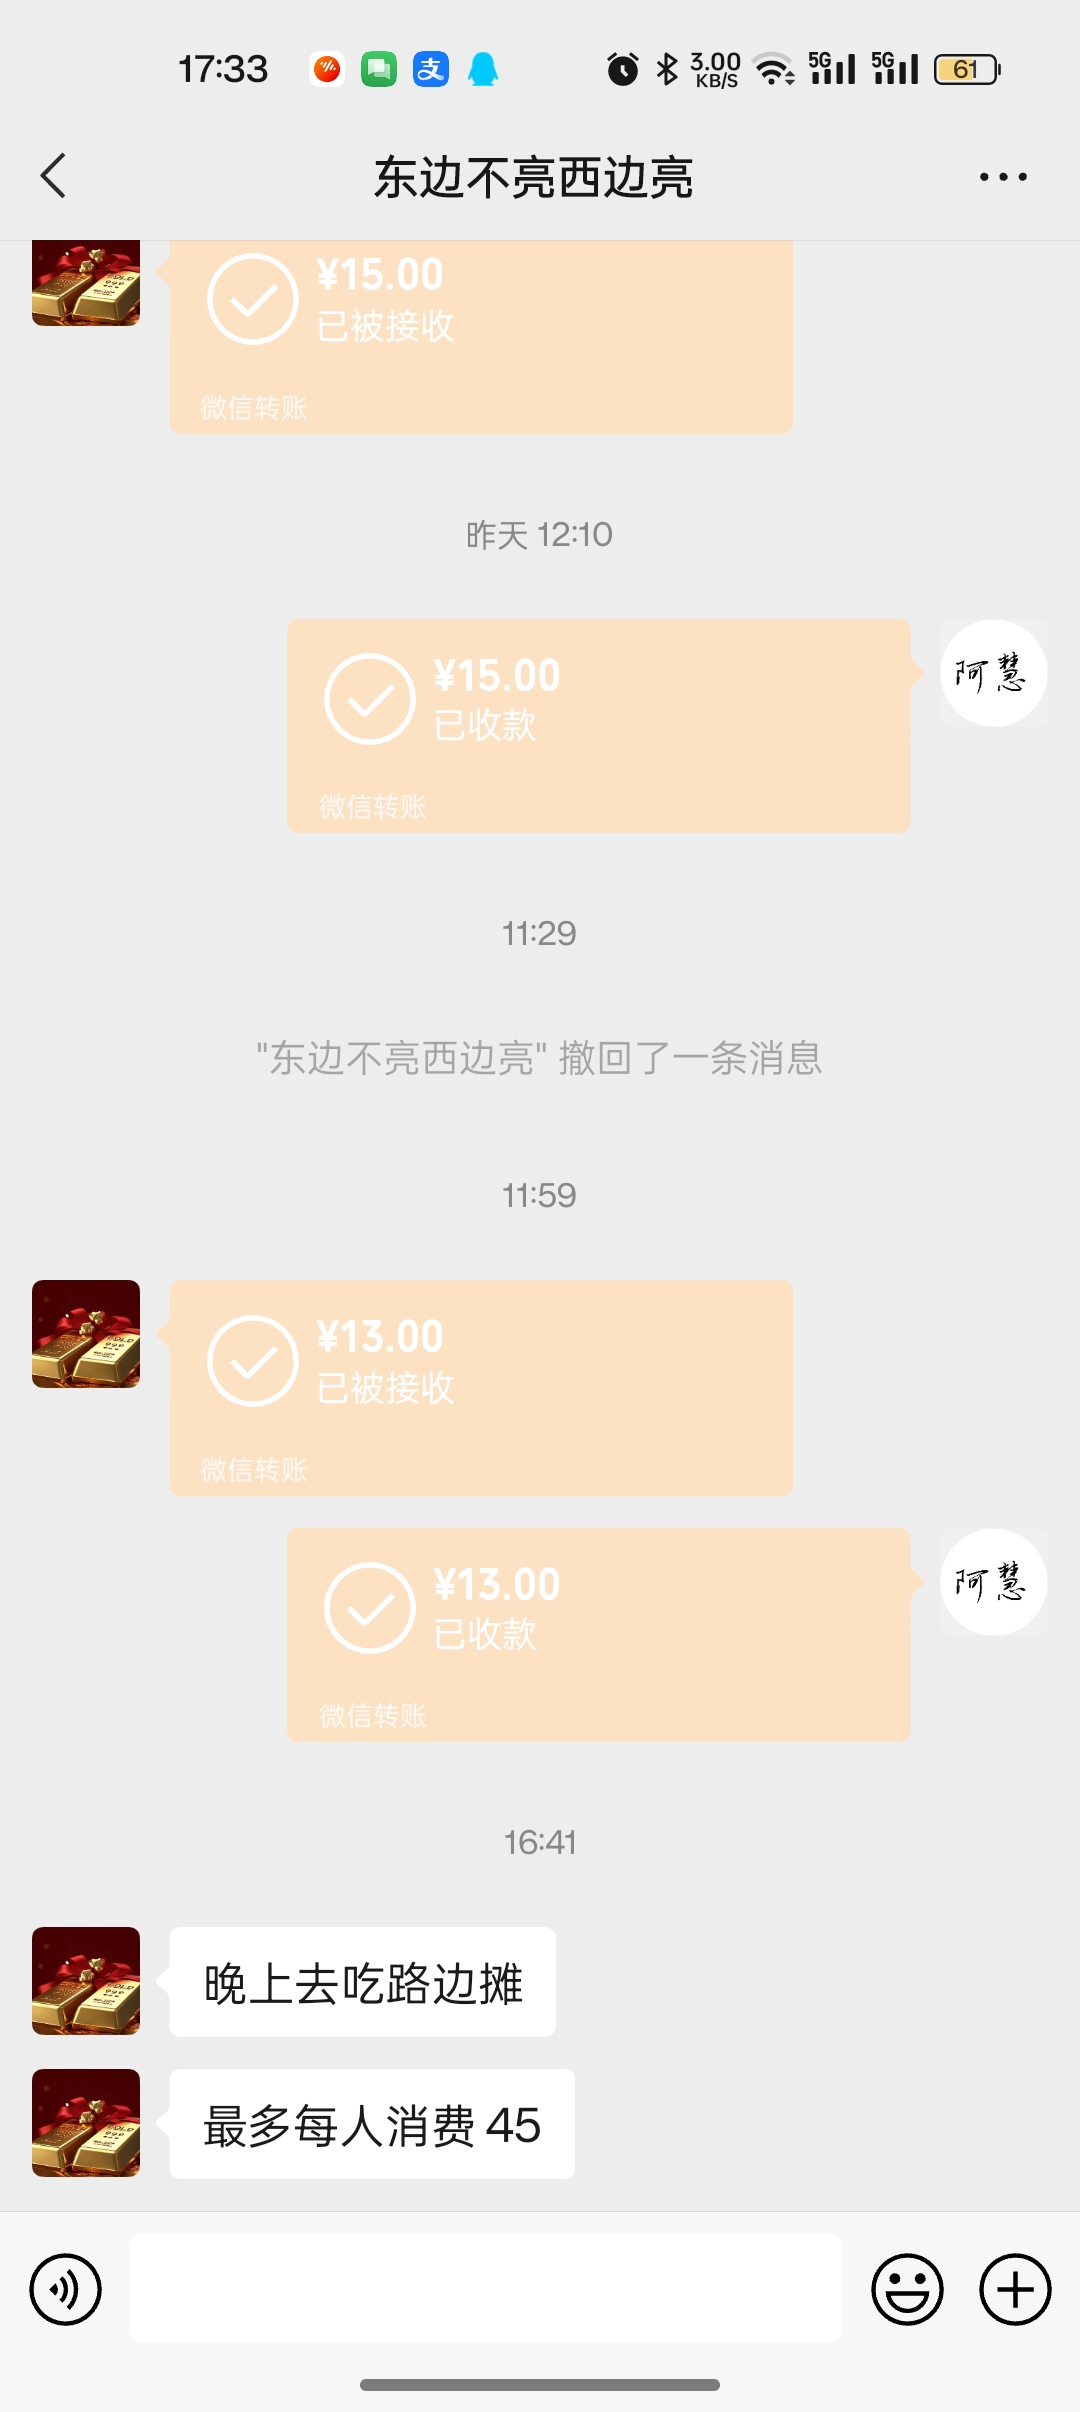 17:33
3.00 KB/S
5G
5G
61
东边不亮西边亮
¥15.00
已被接收
微信转账
昨天 12:10
¥15.00
已收款
微信转账
阿慧
11:29
"东边不亮西边亮" 撤回了一条消息
11:59
¥13.00
已被接收
微信转账
¥13.00
已收款
微信转账
阿慧
16:41
晚上去吃路边摊
最多每人消费 45